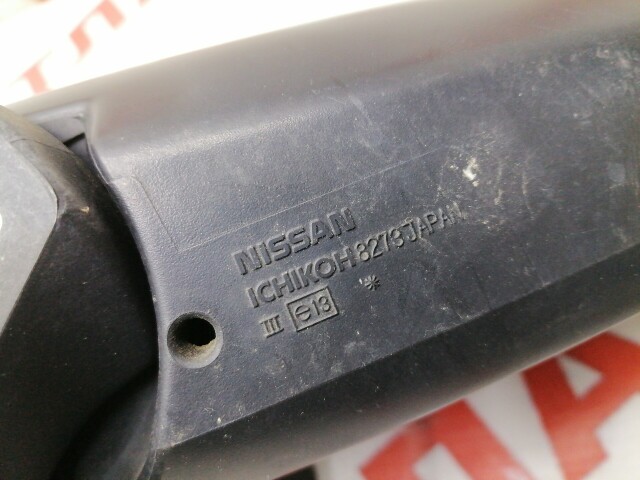 NISSAN
ICHIKOH 8273 JAPAN
III e13 *